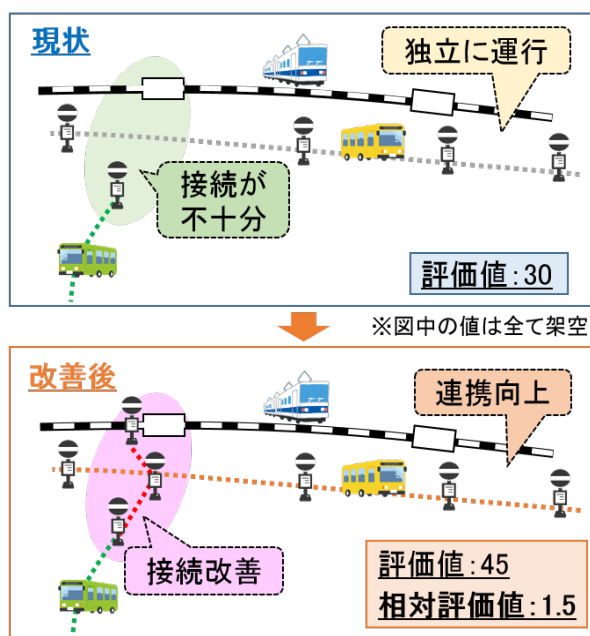 現状
独立に運行
接続が
不十分
評価値:30
※図中の値は全て架空
改善後
連携向上
接続改善
評価値:45
相対評価値:1.5